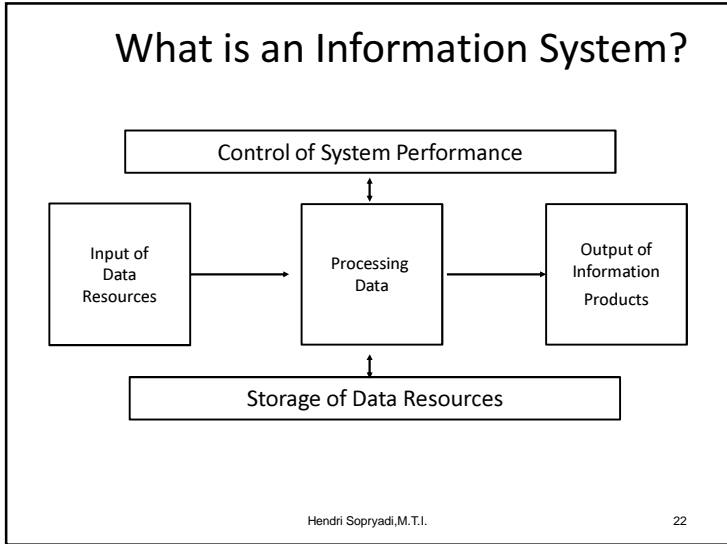 What is an Information System?
Control of System Performance
Input of
Data
Resources
Processing
Data
Output of
Information
Products
Storage of Data Resources
Hendri Sopryadi,M.T.I.
22